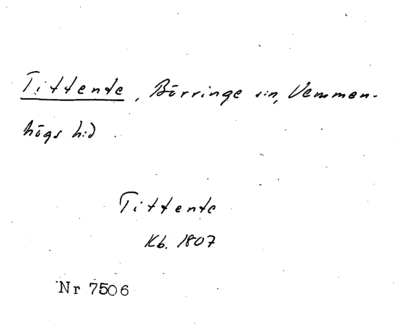 Tittente, Börringe sn, Vemmen-
högs hd
Tittente
Kb. 1807
Nr 7506